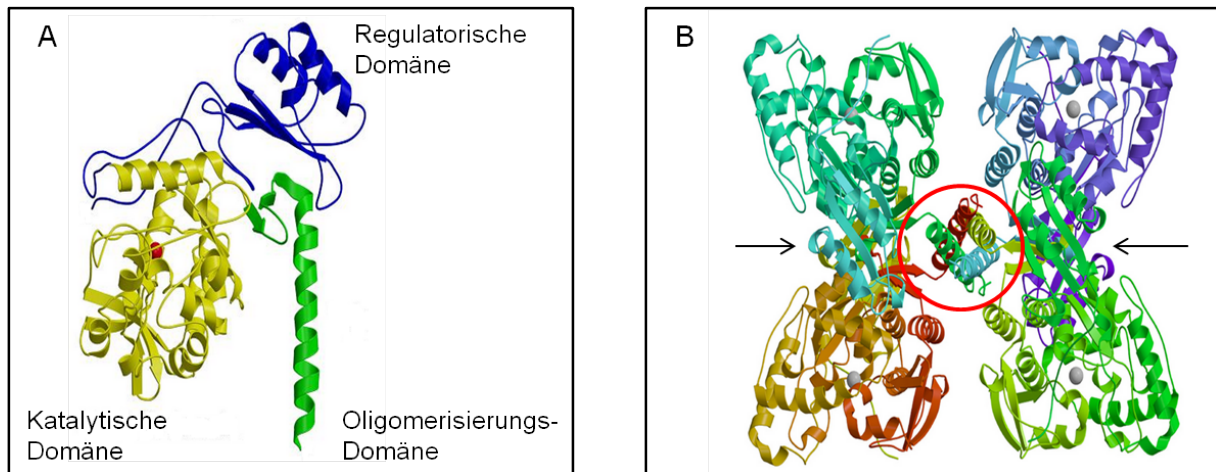 A
Regulatorische
Domäne
Katalytische
Domäne
Oligomerisierungs-
Domäne
B